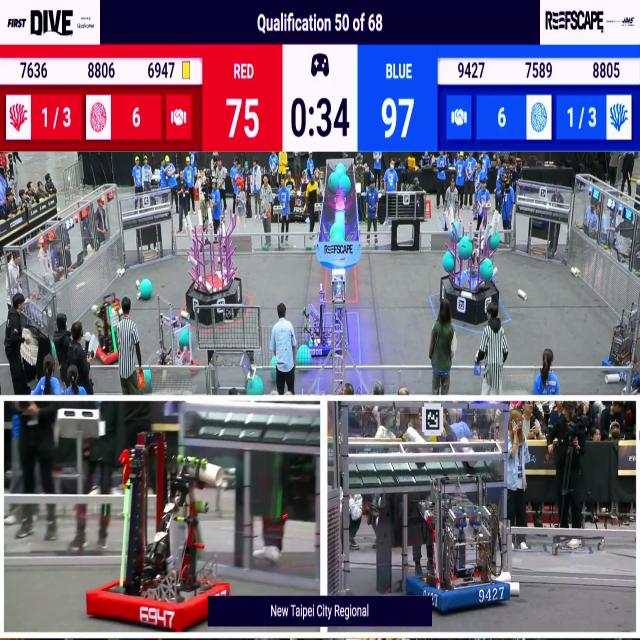 FIRST DIVE
Qualification 50 of 68
REEFSCAPE
7636 8806 6947
RED
BLUE
9427 7589 8805
1 / 3
6
75
0:34
97
6
1 / 3
REEFSCAPE
6947
9427
New Taipei City Regional